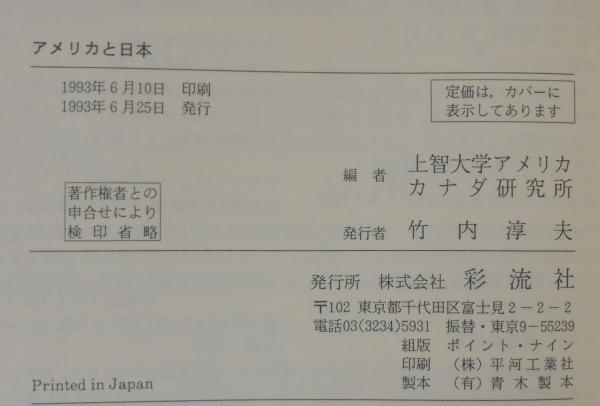 アメリカと日本
1993年6月10日 印刷
1993年6月25日 発行
定価は，カバーに
表示してあります
編者 上智大学アメリカ
カナダ研究所
著作権者との
申合せにより
検印省略
発行者 竹内淳夫
発行所 株式会社 彩流社
〒102 東京都千代田区富士見2－2－2
電話03(3234)5931 振替・東京9－55239
組版 ポイント・ナイン
印刷 （株）平河工業社
製本 （有）青木製本
Printed in Japan